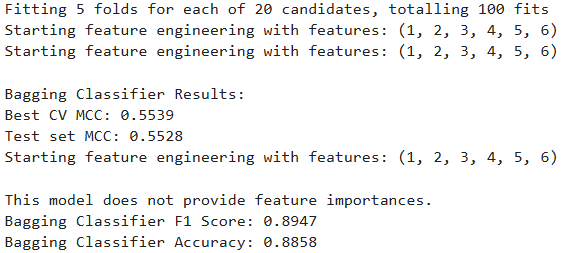 Fitting 5 folds for each of 20 candidates, totalling 100 fits
Starting feature engineering with features: (1, 2, 3, 4, 5, 6)
Starting feature engineering with features: (1, 2, 3, 4, 5, 6)
Bagging Classifier Results:
Best CV MCC: 0.5539
Test set MCC: 0.5528
Starting feature engineering with features: (1, 2, 3, 4, 5, 6)
This model does not provide feature importances.
Bagging Classifier F1 Score: 0.8947
Bagging Classifier Accuracy: 0.8858